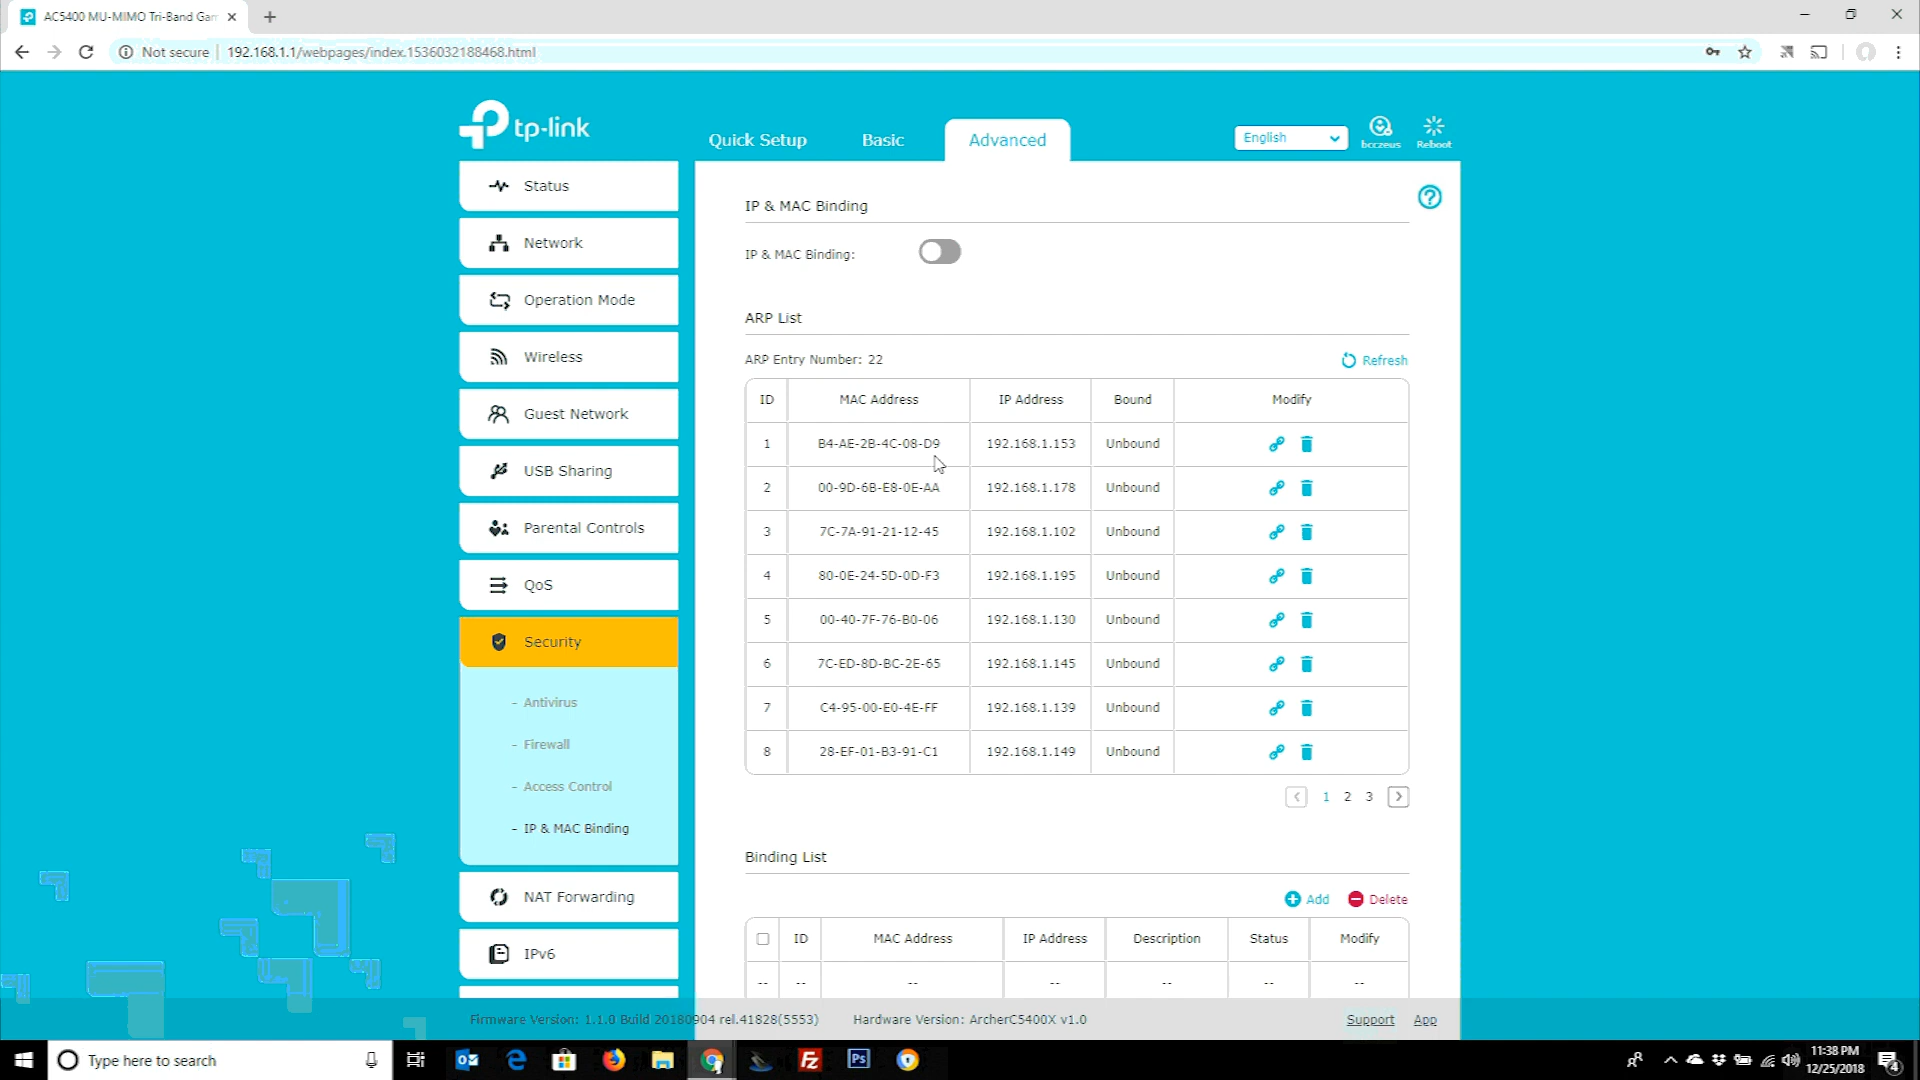 AC5400 MU-MIMO Tri-Band Gam
Not secure
192.168.1.1/webpages/index.1536032188468.html
tp-link
Quick Setup
Basic
Advanced
English
bcczeus
Reboot
Status
Network
Operation Mode
Wireless
Guest Network
USB Sharing
Parental Controls
QoS
Security
- Antivirus
- Firewall
- Access Control
- IP & MAC Binding
NAT Forwarding
IPv6
IP & MAC Binding
IP & MAC Binding:
ARP List
ARP Entry Number: 22
Refresh
ID MAC Address IP Address Bound Modify
1 B4-AE-2B-4C-08-D9 192.168.1.153 Unbound
2 00-9D-6B-E8-0E-AA 192.168.1.178 Unbound
3 7C-7A-91-21-12-45 192.168.1.102 Unbound
4 80-0E-24-5D-0D-F3 192.168.1.195 Unbound
5 00-40-7F-76-B0-06 192.168.1.130 Unbound
6 7C-ED-8D-BC-2E-65 192.168.1.145 Unbound
7 C4-95-00-E0-4E-FF 192.168.1.139 Unbound
8 28-EF-01-B3-91-C1 192.168.1.149 Unbound
1 2 3
Binding List
Add
Delete
ID MAC Address IP Address Description Status Modify
-- -- -- -- -- -- --
Firmware Version: 1.1.0 Build 20180904 rel.41828(5553)
Hardware Version: ArcherC5400X v1.0
Support
App
Type here to search
Ps
11:38 PM
12/25/2018
4